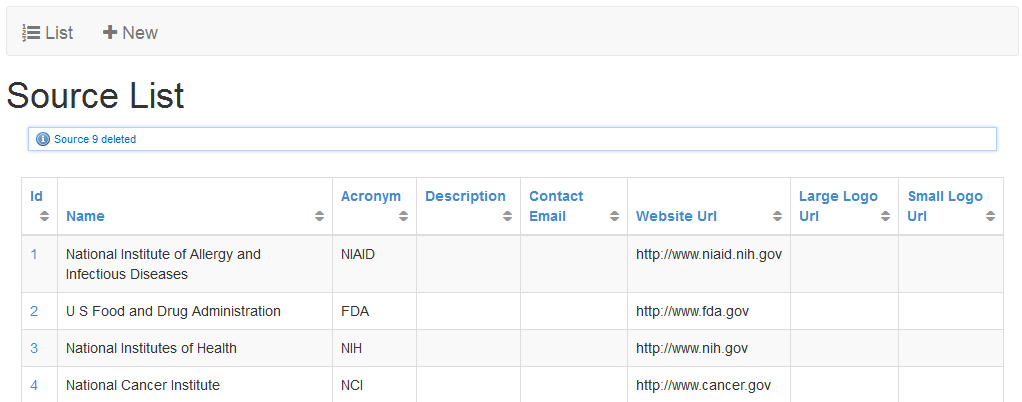 List New
Source List
Source 9 deleted
Id Name Acronym Description Contact Email Website Url Large Logo Url Small Logo Url
1 National Institute of Allergy and Infectious Diseases NIAID http://www.niaid.nih.gov
2 U S Food and Drug Administration FDA http://www.fda.gov
3 National Institutes of Health NIH http://www.nih.gov
4 National Cancer Institute NCI http://www.cancer.gov